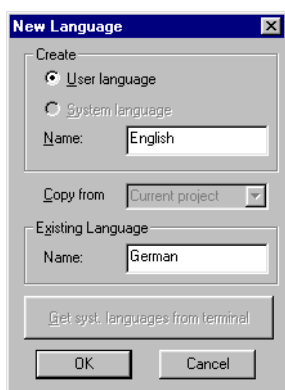 New Language
Create
User language
System language
Name: English
Copy from Current project
Existing Language
Name: German
Get syst. languages from terminal
OK Cancel